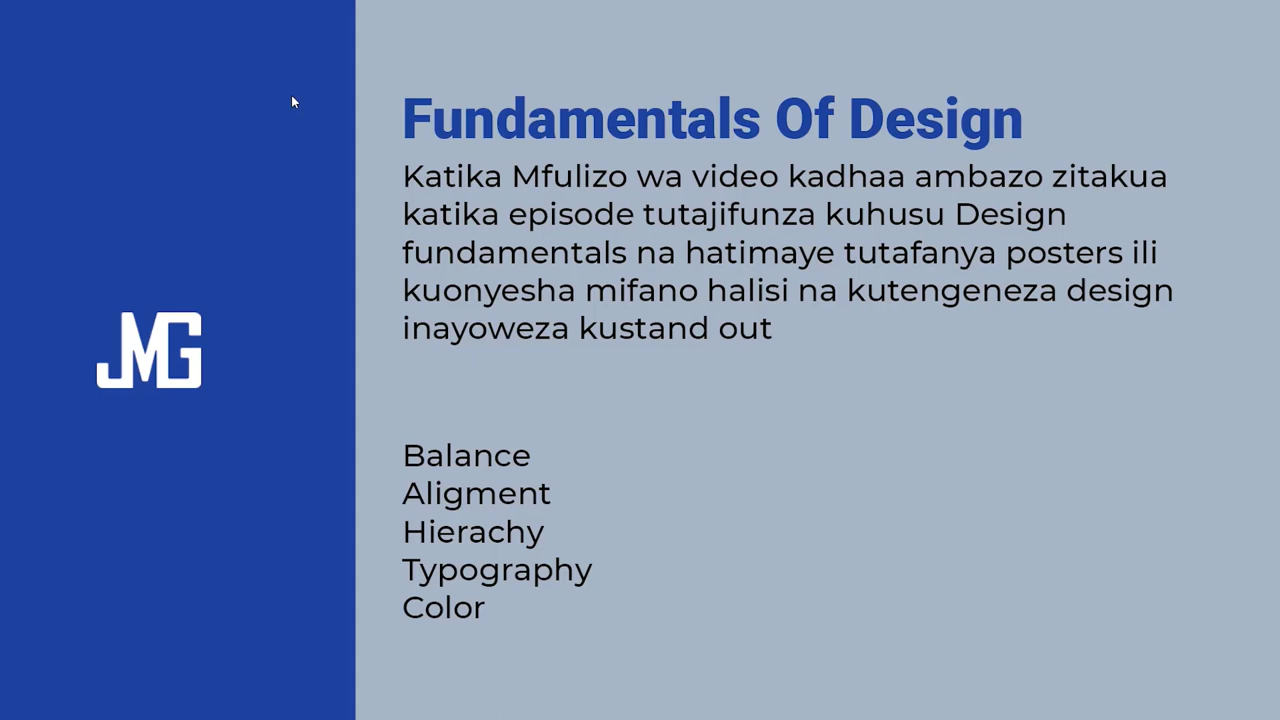 JMG
Fundamentals Of Design
Katika Mfulizo wa video kadhaa ambazo zitakua
katika episode tutajifunza kuhusu Design
fundamentals na hatimaye tutafanya posters ili
kuonyesha mifano halisi na kutengeneza design
inayoweza kustand out
Balance
Aligment
Hierachy
Typography
Color